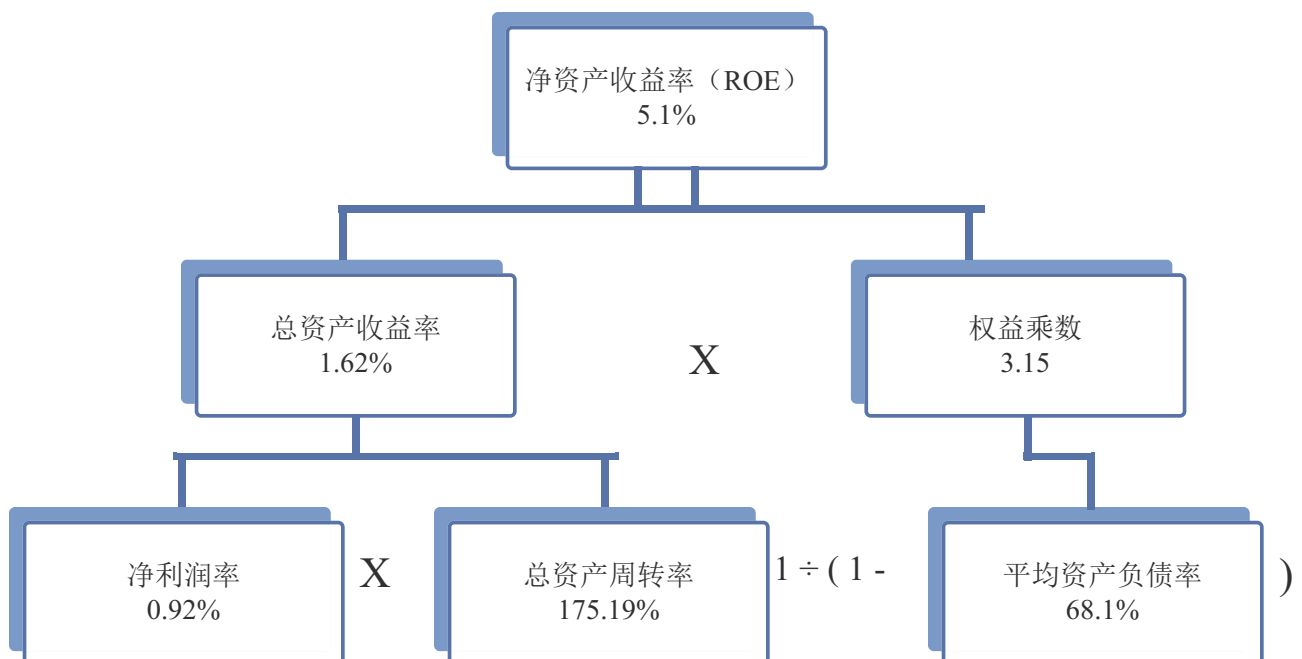 净资产收益率（ROE）
5.1%
总资产收益率
1.62%
X
权益乘数
3.15
净利润率
0.92%
X
总资产周转率
175.19%
1 ÷ ( 1 -
平均资产负债率
68.1%
)